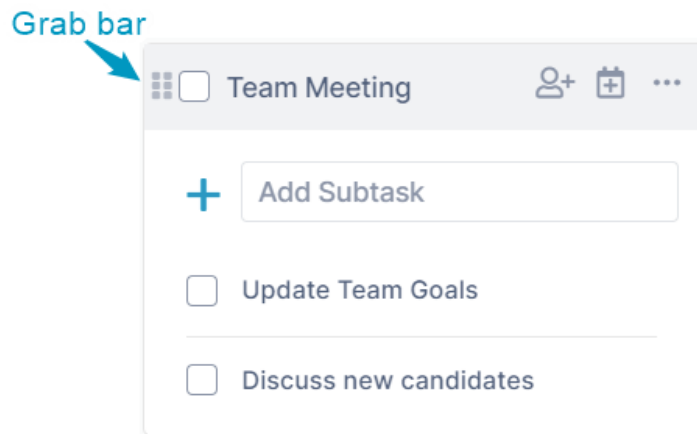 Grab bar
Team Meeting
Add Subtask
Update Team Goals
Discuss new candidates